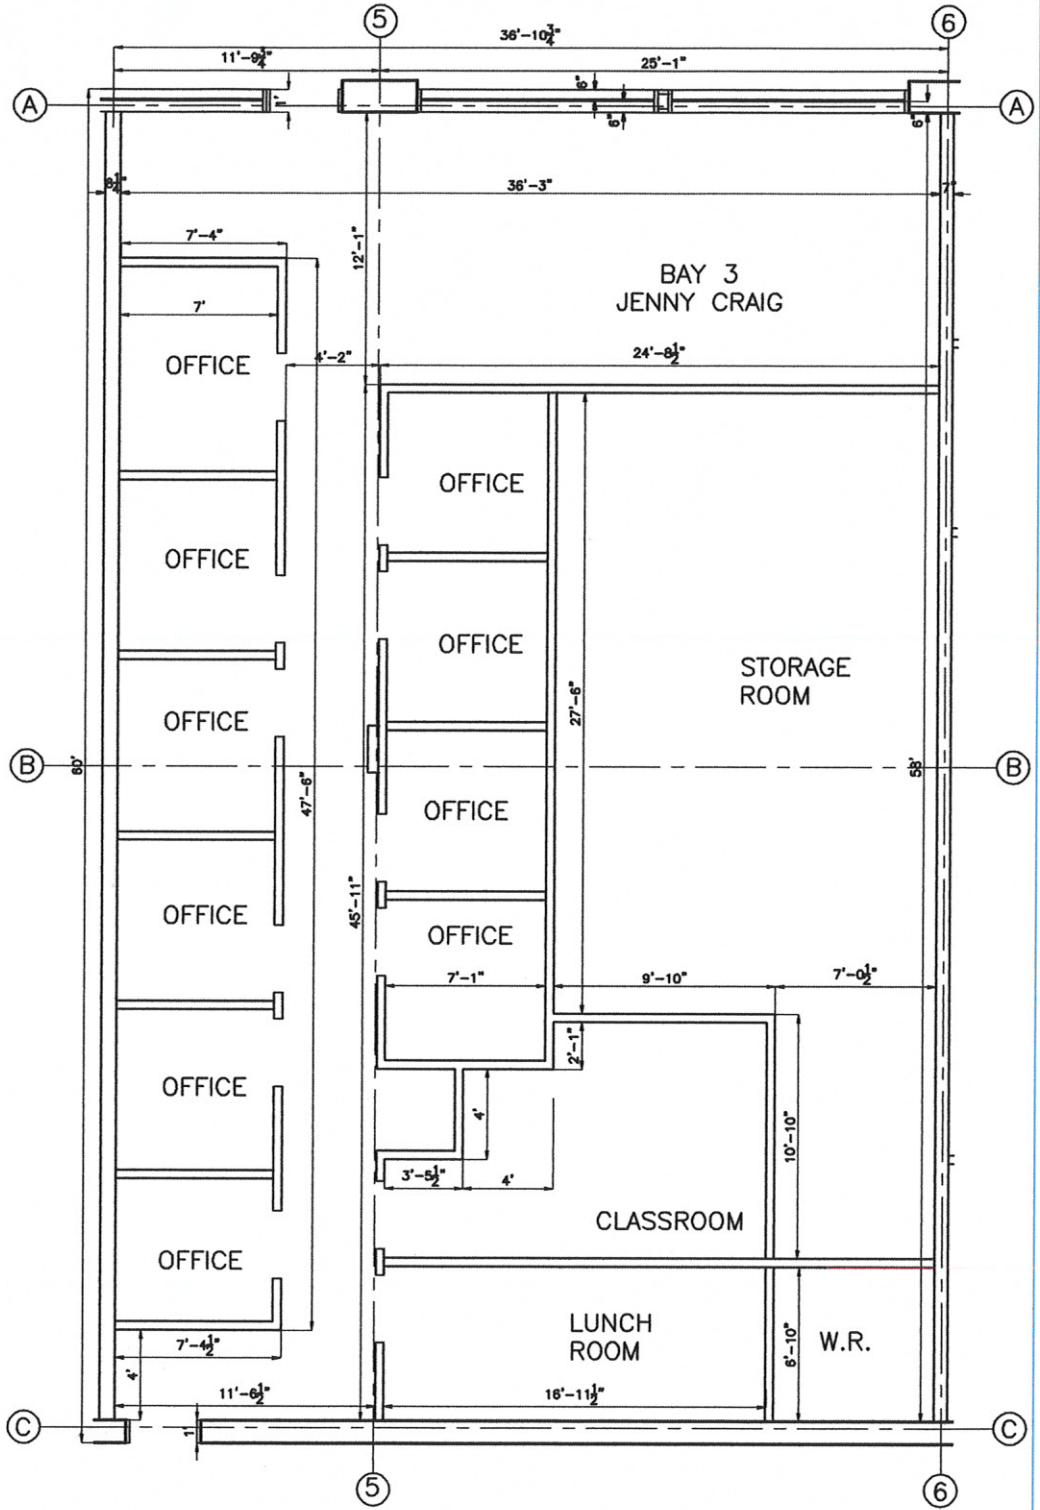 5
6
36'-10¾"
11'-9¾"
25'-1"
A
1'
6"
6"
6"
A
8½"
36'-3"
7"
7'-4"
12'-1"
BAY 3
JENNY CRAIG
7'
OFFICE
4'-2"
24'-8½"
OFFICE
OFFICE
OFFICE
27'-6"
STORAGE
ROOM
OFFICE
B
60'
47'-6"
58'
B
OFFICE
45'-11"
OFFICE
OFFICE
7'-1"
9'-10"
7'-0½"
2'-1"
OFFICE
4'
10'-10"
3'-5½"
4'
CLASSROOM
OFFICE
LUNCH
ROOM
6'-10"
W.R.
7'-4½"
4'
11'-6½"
16'-11½"
C
1'
C
5
6